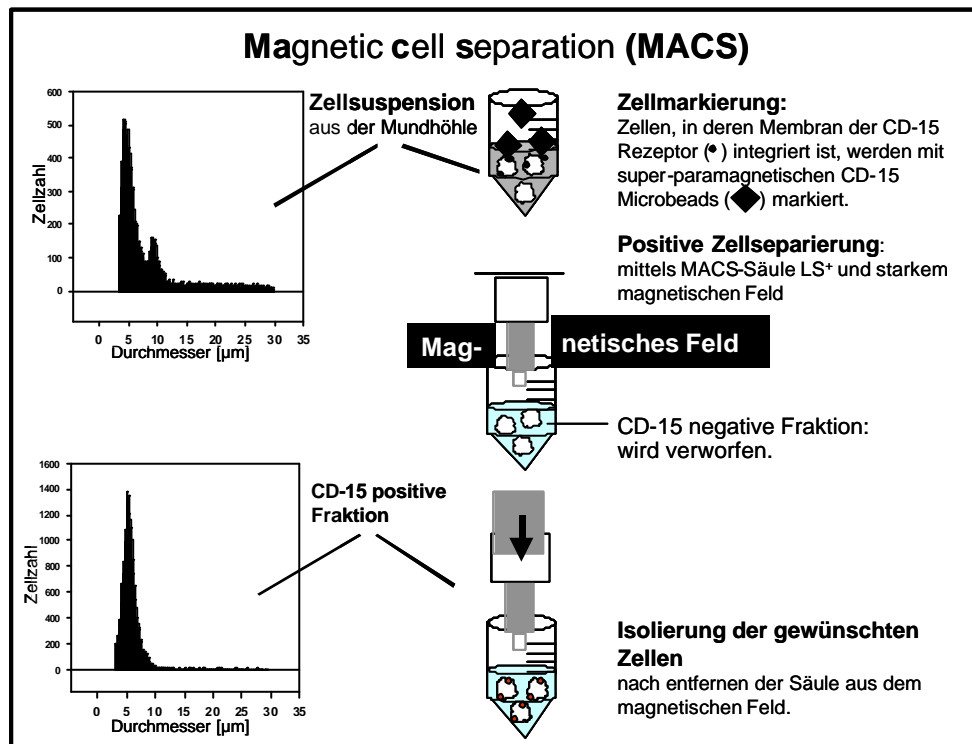 Magnetic cell separation (MACS)
Zellsuspension
aus der Mundhöhle
600
500
400
300
200
100
0
Zellzahl
0 5 10 15 20 25 30 35
Durchmesser [µm]
Zellmarkierung:
Zellen, in deren Membran der CD-15
Rezeptor (•) integriert ist, werden mit
super-paramagnetischen CD-15
Microbeads (◆) markiert.
Positive Zellseparierung:
mittels MACS-Säule LS⁺ und starkem
magnetischen Feld
Mag- netisches Feld
CD-15 negative Fraktion:
wird verworfen.
1600
1400
1200
1000
800
600
400
200
0
Zellzahl
0 5 10 15 20 25 30 35
Durchmesser [µm]
CD-15 positive
Fraktion
Isolierung der gewünschten
Zellen
nach entfernen der Säule aus dem
magnetischen Feld.